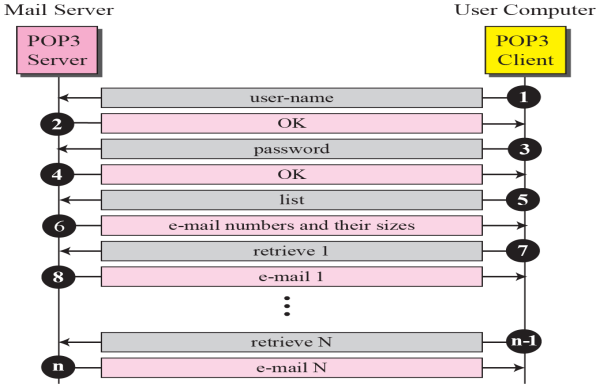 Mail Server
User Computer
POP3
Server
POP3
Client
user-name
1
2
OK
password
3
4
OK
list
5
6
e-mail numbers and their sizes
retrieve 1
7
8
e-mail 1
retrieve N
n-1
n
e-mail N